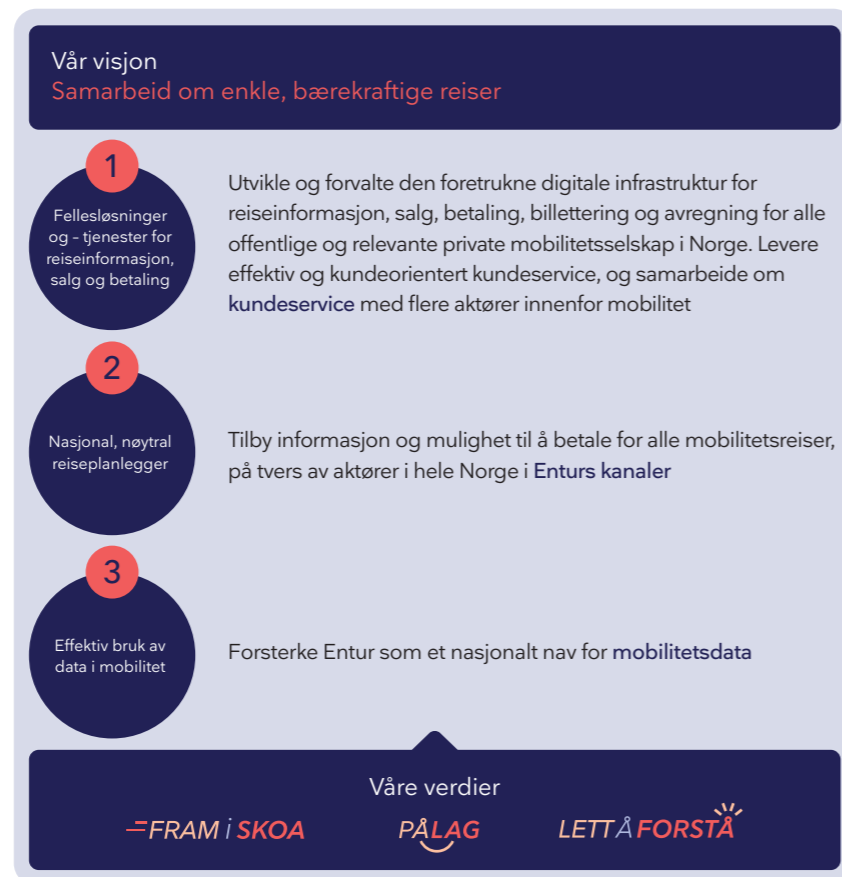 Vår visjon
Samarbeid om enkle, bærekraftige reiser
1
Fellesløsninger
og – tjenester for
reiseinformasjon,
salg og betaling
Utvikle og forvalte den foretrukne digitale infrastruktur for
reiseinformasjon, salg, betaling, billettering og avregning for alle
offentlige og relevante private mobilitetsselskap i Norge. Levere
effektiv og kundeorientert kundeservice, og samarbeide om
kundeservice med flere aktører innenfor mobilitet
2
Nasjonal, nøytral
reiseplanlegger
Tilby informasjon og mulighet til å betale for alle mobilitetsreiser,
på tvers av aktører i hele Norge i Enturs kanaler
3
Effektiv bruk av
data i mobilitet
Forsterke Entur som et nasjonalt nav for mobilitetsdata
Våre verdier
FRAM i SKOA
PÅLAG
LETT Å FORSTÅ